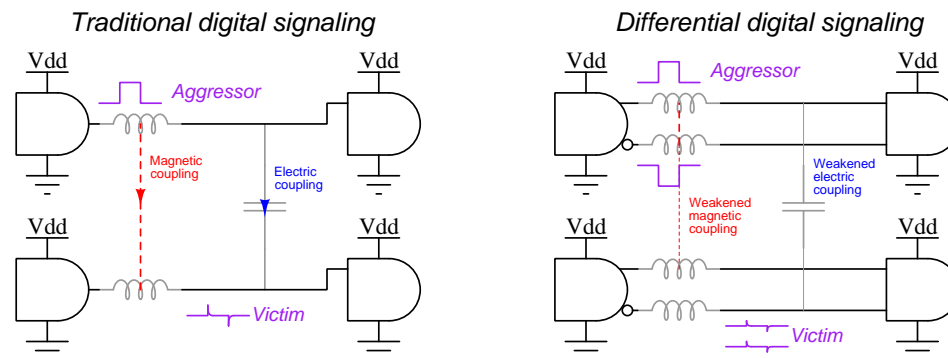 Traditional digital signaling
Differential digital signaling
Vdd
Vdd
Aggressor
Magnetic
coupling
Electric
coupling
Vdd
Vdd
Victim
Vdd
Vdd
Aggressor
Weakened
electric
coupling
Weakened
magnetic
coupling
Vdd
Vdd
Victim